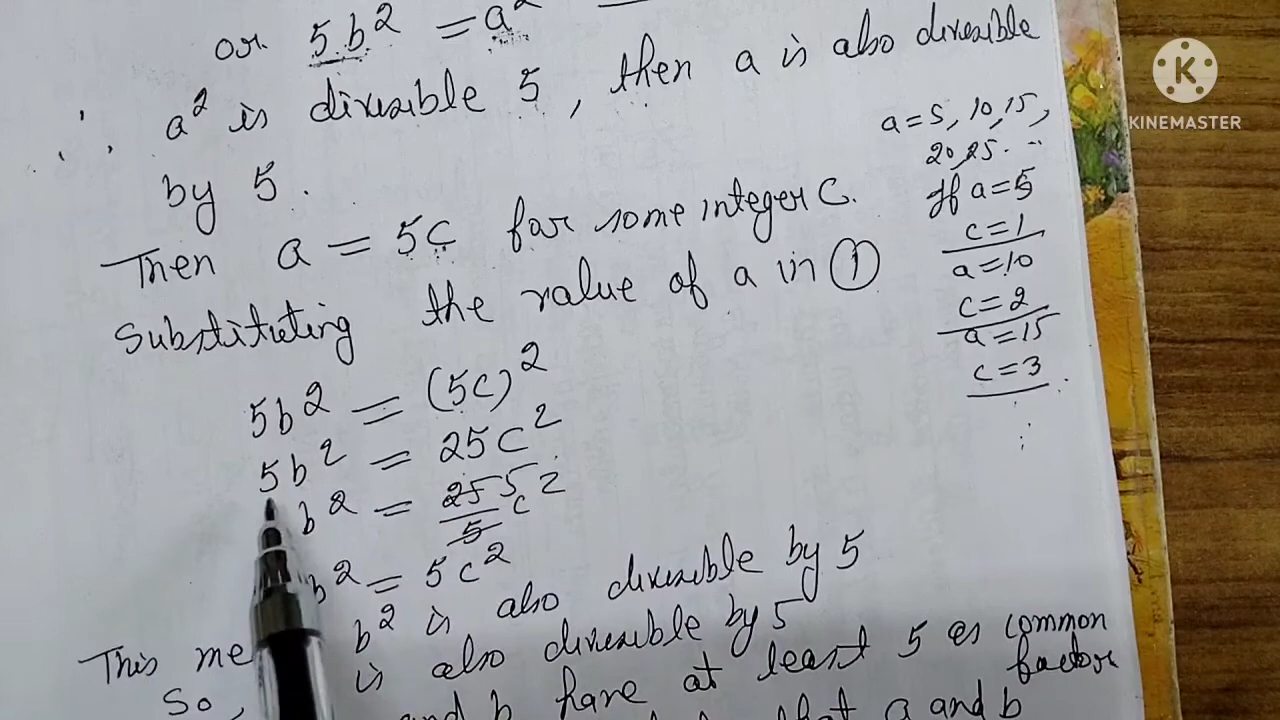 or 5b² = a²
∴ a² is divisible 5, then a is also divisible
by 5.
Then a = 5c for some integer c.
Substituting the value of a in ①
5b² = (5c)²
5b² = 25c²
b² = 25/5 5c²
b² = 5c²
This me b² is also divisible by 5
So, is also divisible by 5
and b have at least 5 as common
factor
that a and b
a = 5, 10, 15,
20, 25...
If a = 5
c = 1
a = 10
c = 2
a = 15
c = 3
K
KINEMASTER